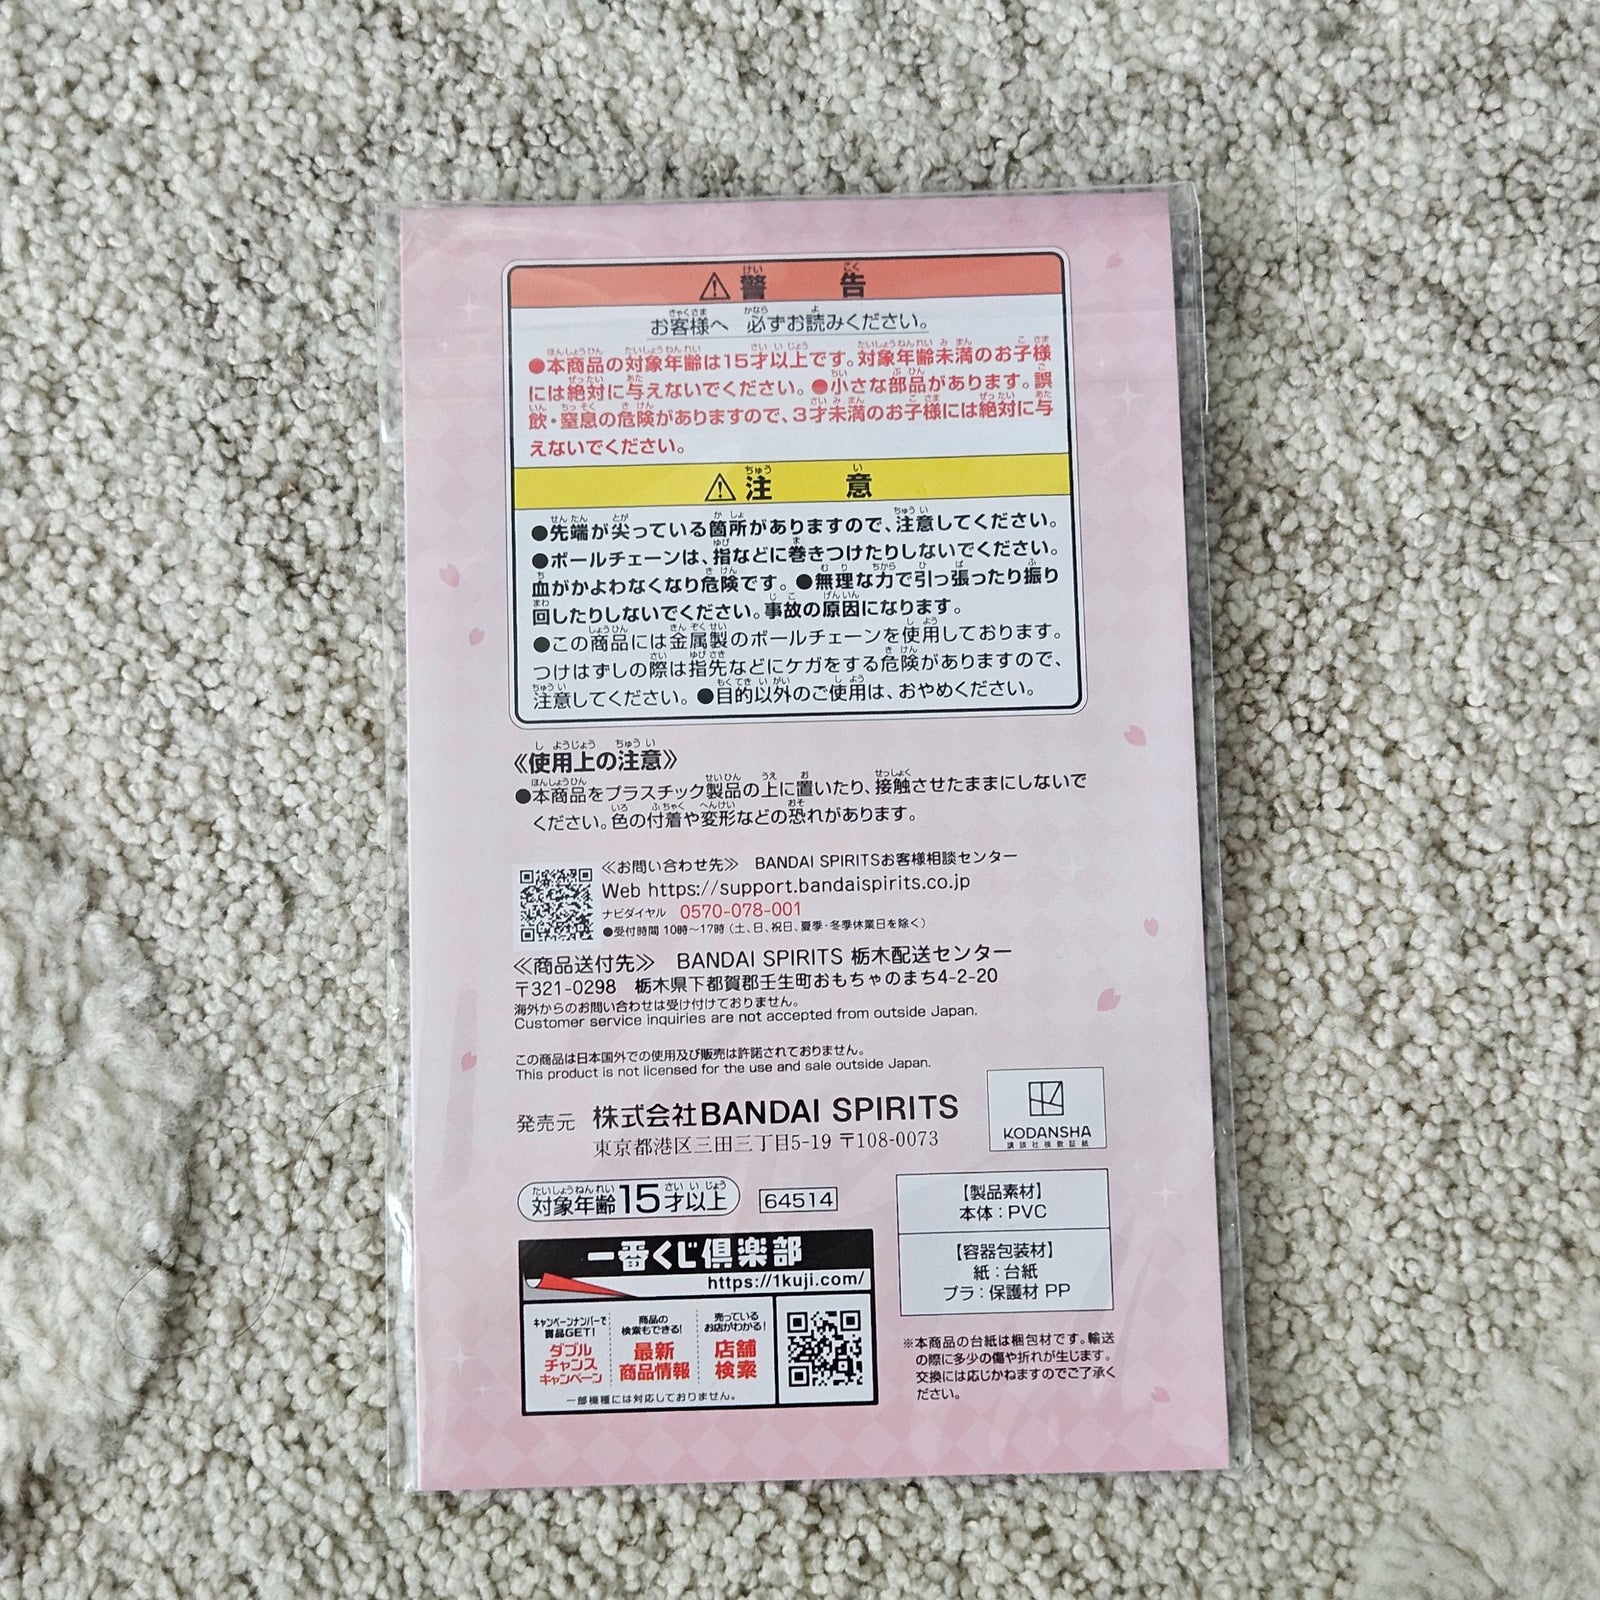 ⚠警告
お客様へ 必ずお読みください。
●本商品の対象年齢は15才以上です。対象年齢未満のお子様
には絶対に与えないでください。●小さな部品があります。誤
飲・窒息の危険がありますので、3才未満のお子様には絶対に与
えないでください。
⚠注意
●先端が尖っている箇所がありますので、注意してください。
●ボールチェーンは、指などに巻きつけたりしないでください。
血がかよわなくなり危険です。●無理な力で引っ張ったり振り
回したりしないでください。事故の原因になります。
●この商品には金属製のボールチェーンを使用しております。
つけはずしの際は指先などにケガをする危険がありますので、
注意してください。●目的以外のご使用は、おやめください。
《使用上の注意》
●本商品をプラスチック製品の上に置いたり、接触させたままにしないで
ください。色の付着や変形などの恐れがあります。
≪お問い合わせ先≫ BANDAI SPIRITSお客様相談センター
Web https://support.bandaispirits.co.jp
ナビダイヤル 0570-078-001
●受付時間 10時～17時（土、日、祝日、夏季・冬季休業日を除く）
≪商品送付先≫ BANDAI SPIRITS 栃木配送センター
〒321-0298 栃木県下都賀郡壬生町おもちゃのまち4-2-20
海外からのお問い合わせは受け付けておりません。
Customer service inquiries are not accepted from outside Japan.
この商品は日本国外での使用及び販売は許諾されておりません。
This product is not licensed for the use and sale outside Japan.
発売元 株式会社BANDAI SPIRITS
東京都港区三田三丁目5-19 〒108-0073
KODANSHA
講談社検数証紙
対象年齢15才以上
64514
【製品素材】
本体：PVC
【容器包装材】
紙：台紙
プラ：保護材 PP
一番くじ倶楽部
https://1kuji.com/
キャンペーンナンバーで
賞品GET!
ダブル
チャンス
キャンペーン
商品の
検索もできる!
最新
商品情報
売っている
お店がわかる!
店舗
検索
一部機種には対応しておりません。
※本商品の台紙は梱包材です。輸送
の際に多少の傷や折れが生じます。
交換には応じかねますのでご了承く
ださい。